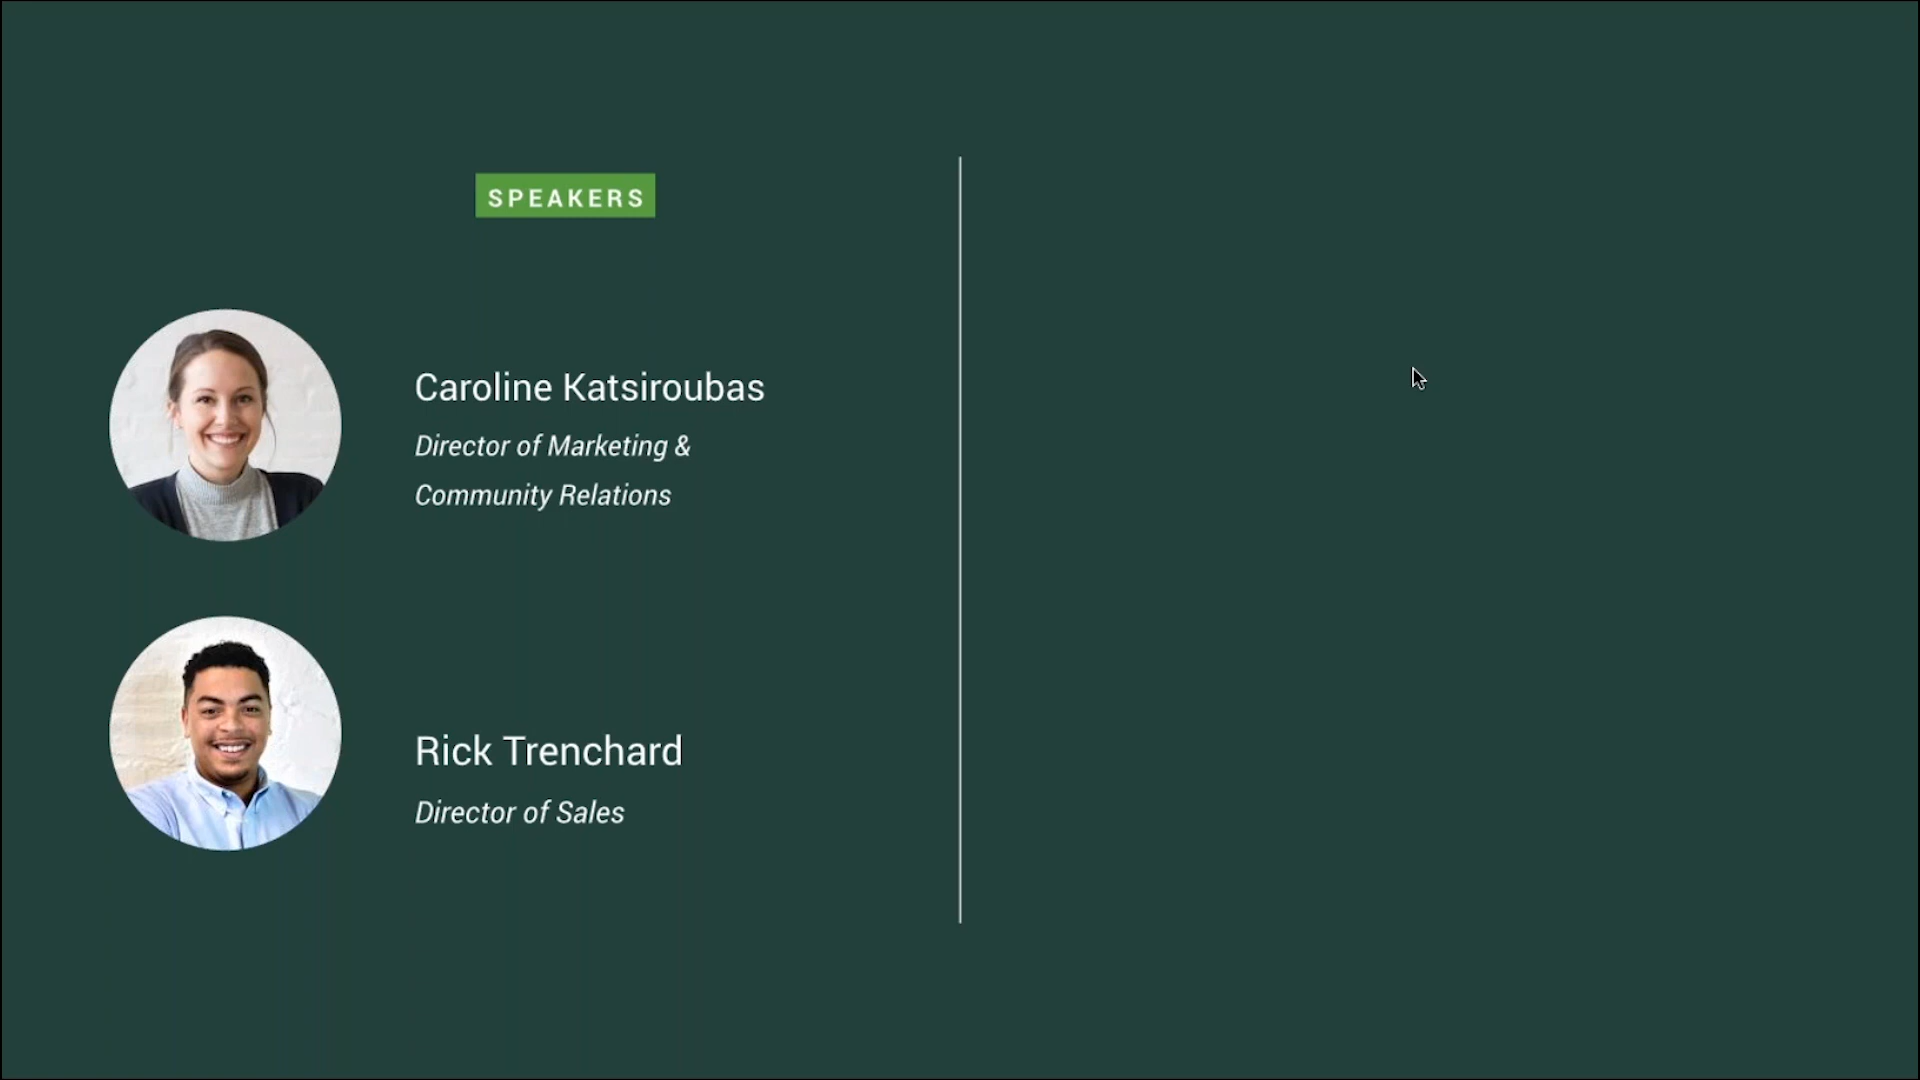 SPEAKERS
Caroline Katsiroubas
Director of Marketing &
Community Relations
Rick Trenchard
Director of Sales